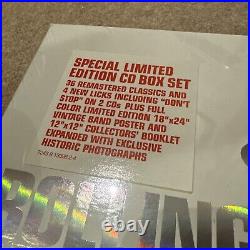 SPECIAL LIMITED
EDITION CD BOX SET
36 REMASTERED CLASSICS AND
4 NEW LICKS INCLUDING "DON'T
STOP" ON 2 CDs PLUS FULL
COLOR LIMITED EDITION 18"x24"
VINTAGE BAND POSTER AND
12"x12" COLLECTORS' BOOKLET
EXPANDED WITH EXCLUSIVE
HISTORIC PHOTOGRAPHS